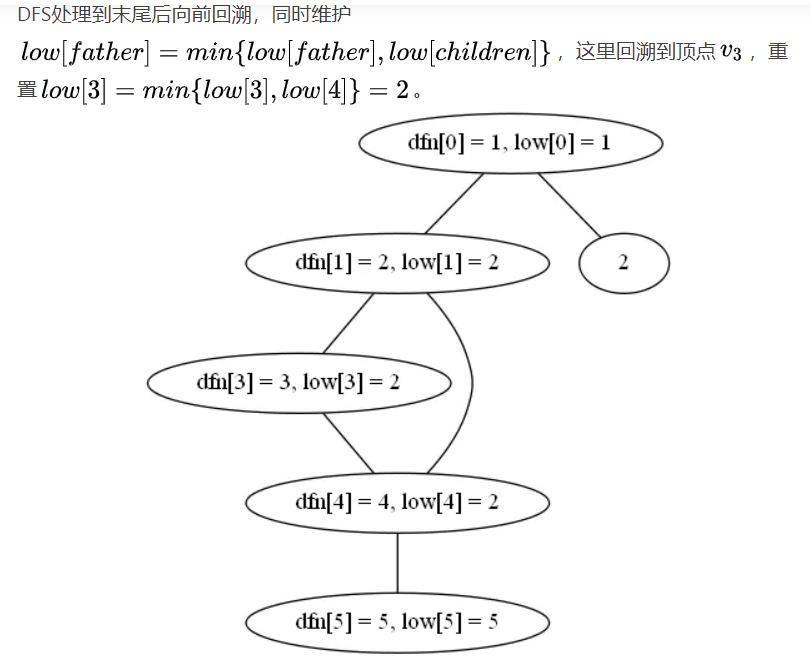 DFS处理到末尾后向前回溯，同时维护
low[father] = min{low[father], low[children]}，这里回溯到顶点 v₃，重
置 low[3] = min{low[3], low[4]} = 2。
dfn[0] = 1, low[0] = 1
dfn[1] = 2, low[1] = 2
2
dfn[3] = 3, low[3] = 2
dfn[4] = 4, low[4] = 2
dfn[5] = 5, low[5] = 5